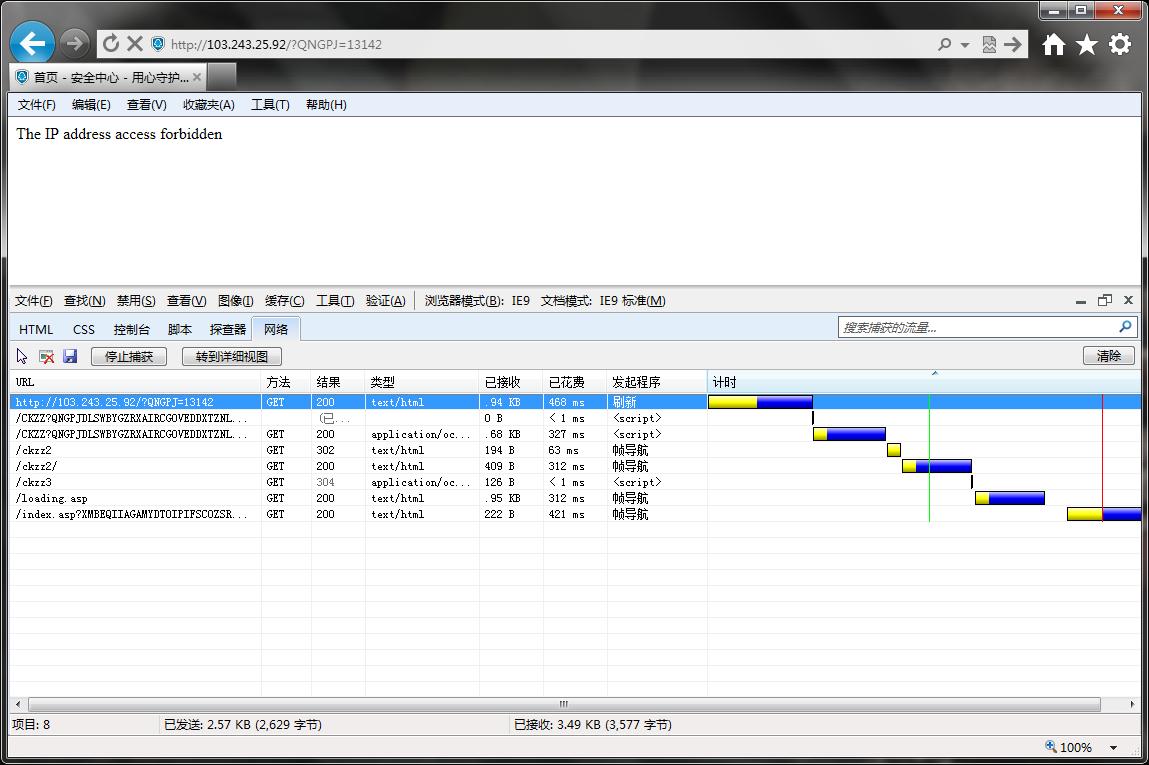 http://103.243.25.92/?QNGPJ=13142
首页 - 安全中心 - 用心守护...
文件(F) 编辑(E) 查看(V) 收藏夹(A) 工具(T) 帮助(H)
The IP address access forbidden
文件(F) 查找(N) 禁用(S) 查看(V) 图像(I) 缓存(C) 工具(T) 验证(A) 浏览器模式(B): IE9 文档模式: IE9 标准(M)
HTML CSS 控制台 脚本 探查器 网络 搜索捕获的流量...
停止捕获 转到详细视图 清除
URL 方法 结果 类型 已接收 已花费 发起程序 计时
http://103.243.25.92/?QNGPJ=13142 GET 200 text/html .94 KB 468 ms 刷新
/CKZZ?QNGPJDLSWBYGZRXAIRCGOVEDDXTZNL... (已... 0 B < 1 ms <script>
/CKZZ?QNGPJDLSWBYGZRXAIRCGOVEDDXTZNL... GET 200 application/oc... .68 KB 327 ms <script>
/ckzz2 GET 302 text/html 194 B 63 ms 帧导航
/ckzz2/ GET 200 text/html 409 B 312 ms 帧导航
/ckzz3 GET 304 application/oc... 126 B < 1 ms <script>
/loading.asp GET 200 text/html .95 KB 312 ms 帧导航
/index.asp?XMBEQIIAGAMYDTOIPIFSCOZSR... GET 200 text/html 222 B 421 ms 帧导航
项目: 8 已发送: 2.57 KB (2,629 字节) 已接收: 3.49 KB (3,577 字节)
100%